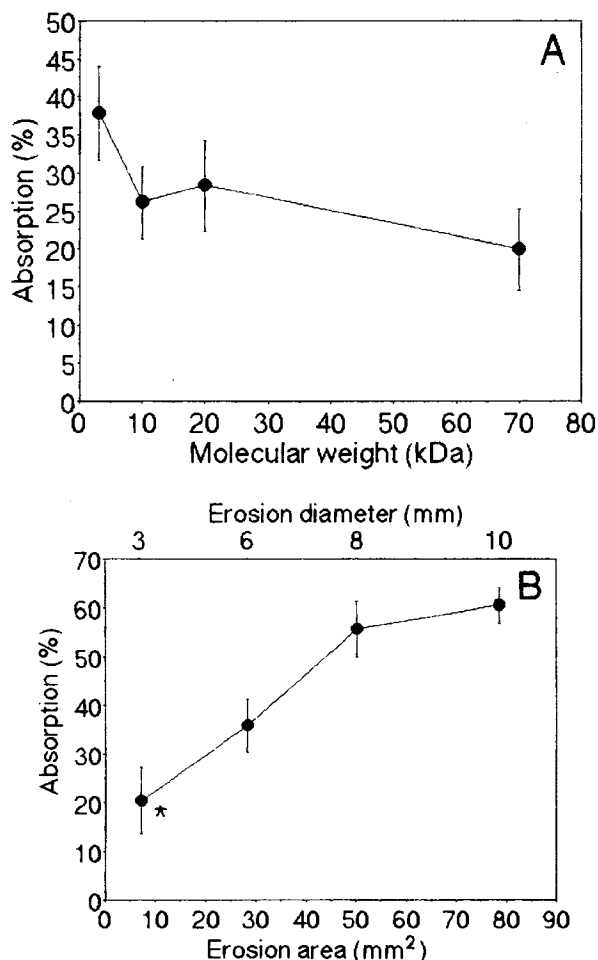 A
50
45
40
35
30
25
20
15
10
5
0
Absorption (%)
0 10 20 30 40 50 60 70 80
Molecular weight (kDa)
Erosion diameter (mm)
3 6 8 10
B
70
60
50
40
30
20
10
0
Absorption (%)
*
0 10 20 30 40 50 60 70 80 90
Erosion area (mm²)